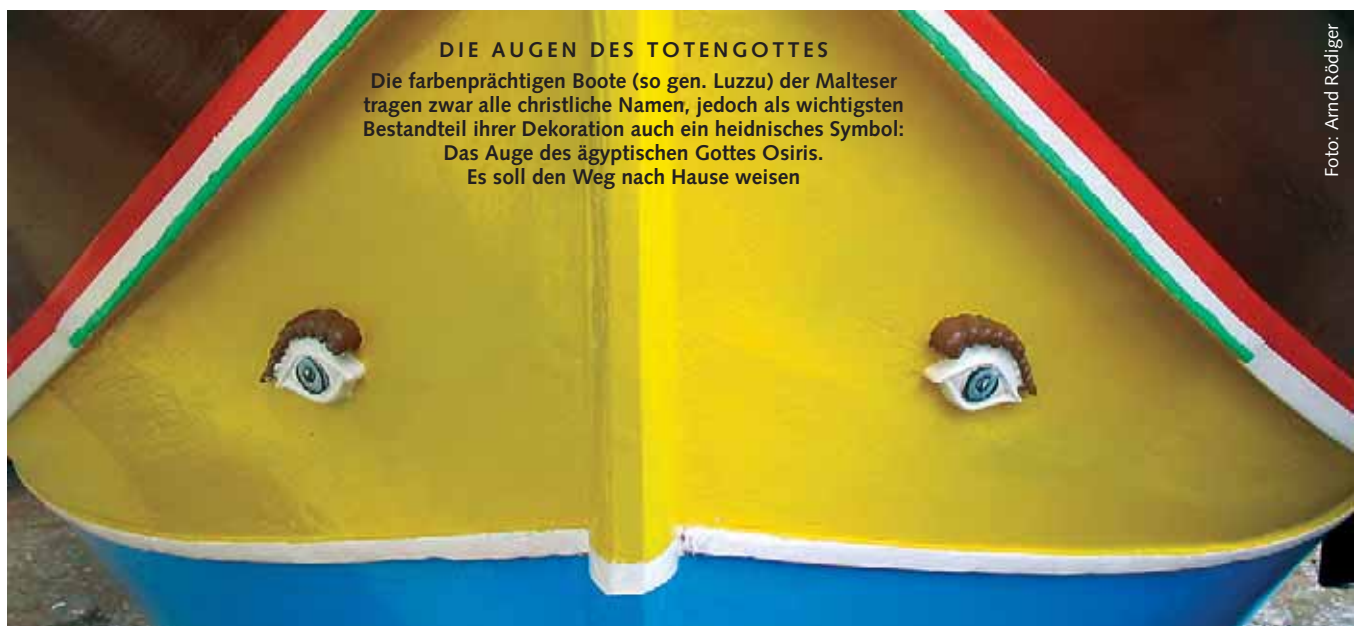 DIE AUGEN DES TOTENGOTTES
Die farbenprächtigen Boote (so gen. Luzzu) der Malteser
tragen zwar alle christliche Namen, jedoch als wichtigsten
Bestandteil ihrer Dekoration auch ein heidnisches Symbol:
Das Auge des ägyptischen Gottes Osiris.
Es soll den Weg nach Hause weisen
Foto: Arnd Rödiger